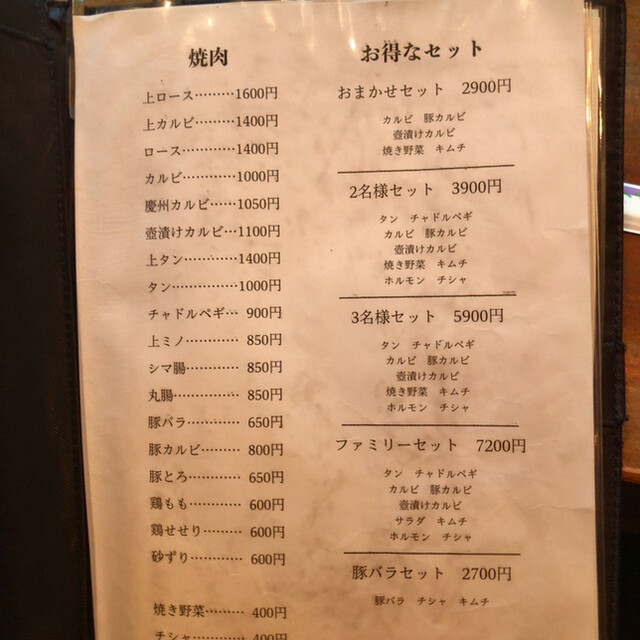 焼肉
上ロース………1600円
上カルビ………1400円
ロース…………1400円
カルビ…………1000円
慶州カルビ……1050円
壺漬けカルビ…1100円
上タン…………1400円
タン……………1000円
チャドルペギ… 900円
上ミノ………… 850円
シマ腸………… 850円
丸腸…………… 850円
豚バラ………… 650円
豚カルビ……… 800円
豚とろ………… 650円
鶏もも………… 600円
鶏せせり……… 600円
砂ずり………… 600円
焼き野菜……… 400円
チシャ………… 400円
お得なセット
おまかせセット 2900円
カルビ 豚カルビ
壺漬けカルビ
焼き野菜 キムチ
2名様セット 3900円
タン チャドルペギ
カルビ 豚カルビ
壺漬けカルビ
焼き野菜 キムチ
ホルモン チシャ
3名様セット 5900円
タン チャドルペギ
カルビ 豚カルビ
壺漬けカルビ
焼き野菜 キムチ
ホルモン チシャ
ファミリーセット 7200円
タン チャドルペギ
カルビ 豚カルビ
壺漬けカルビ
サラダ キムチ
ホルモン チシャ
豚バラセット 2700円
豚バラ チシャ キムチ